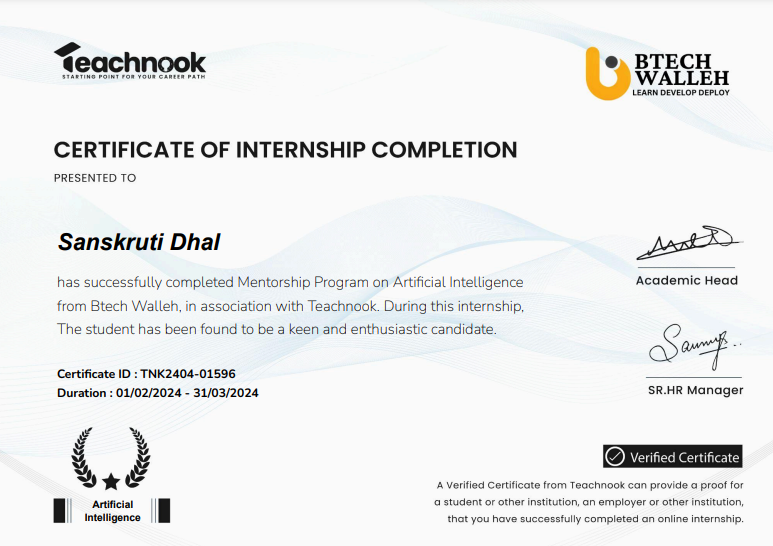 Teachnook
STARTING POINT FOR YOUR CAREER PATH
BTECH
WALLEH
LEARN DEVELOP DEPLOY
CERTIFICATE OF INTERNSHIP COMPLETION
PRESENTED TO
Sanskruti Dhal
has successfully completed Mentorship Program on Artificial Intelligence
from Btech Walleh, in association with Teachnook. During this internship,
The student has been found to be a keen and enthusiastic candidate.
Academic Head
Certificate ID : TNK2404-01596
Duration : 01/02/2024 - 31/03/2024
SR.HR Manager
Artificial
Intelligence
Verified Certificate
A Verified Certificate from Teachnook can provide a proof for
a student or other institution, an employer or other institution,
that you have successfully completed an online internship.